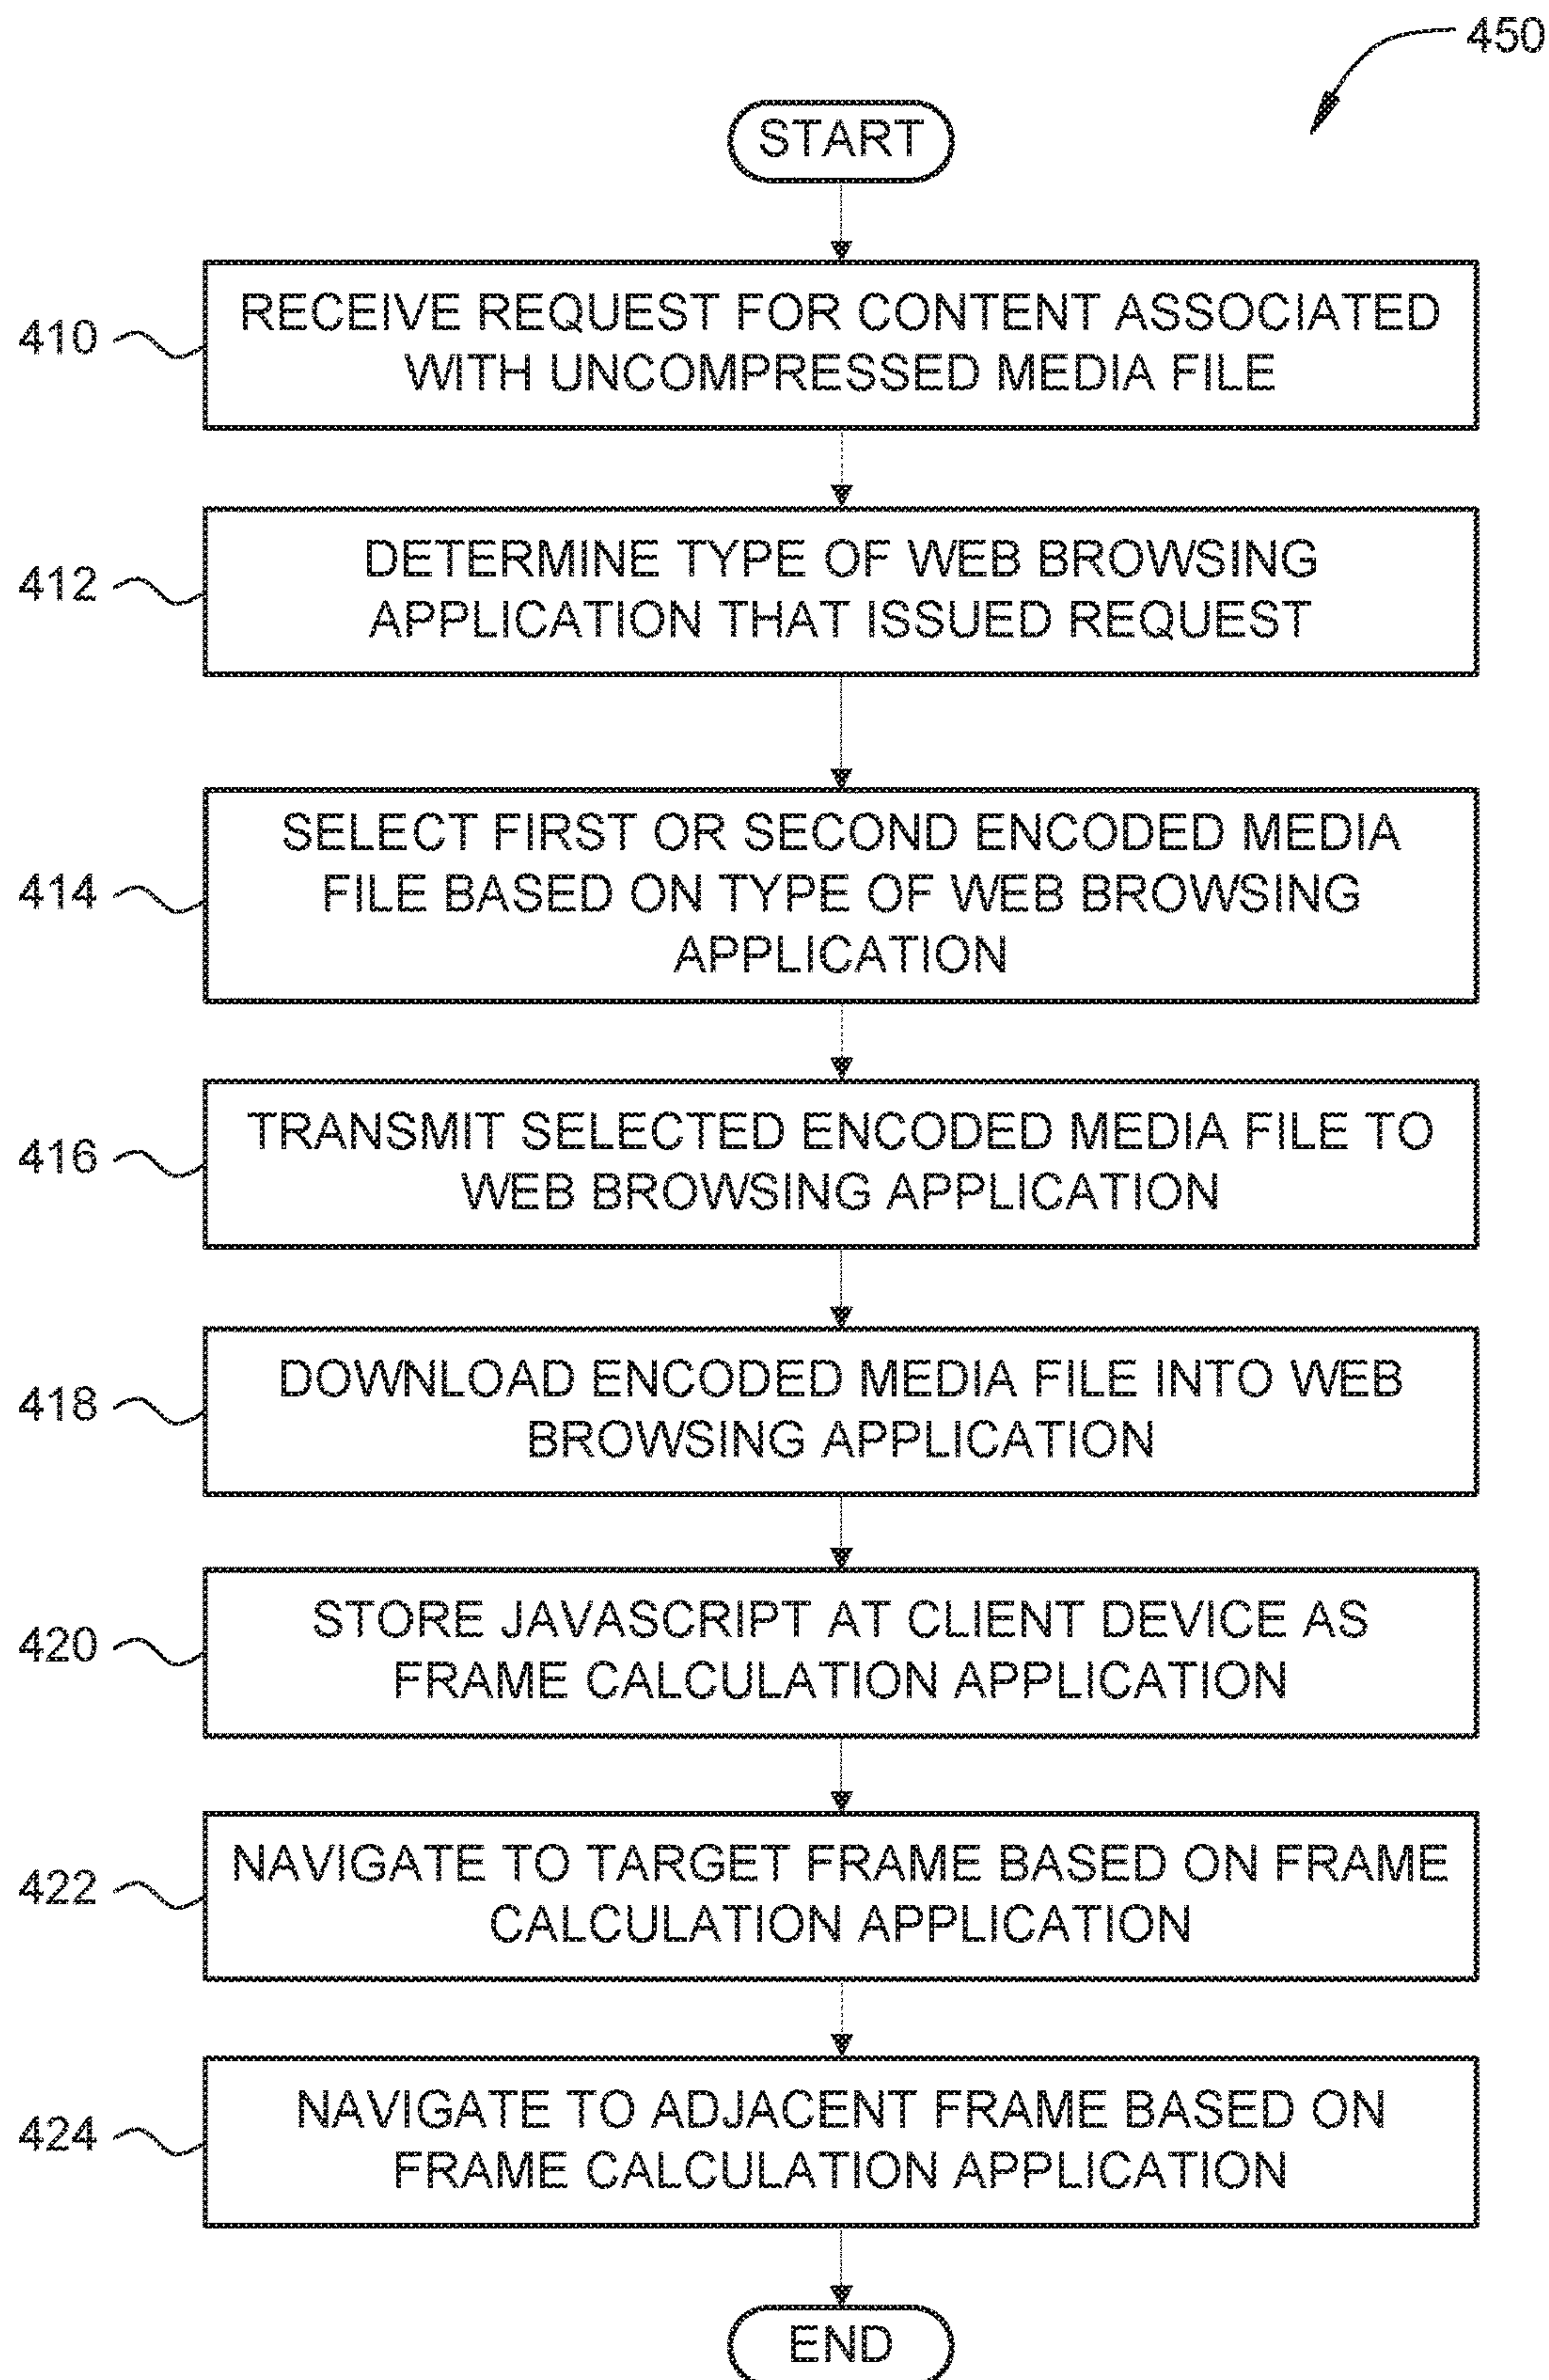 450
START
410
RECEIVE REQUEST FOR CONTENT ASSOCIATED
WITH UNCOMPRESSED MEDIA FILE
412
DETERMINE TYPE OF WEB BROWSING
APPLICATION THAT ISSUED REQUEST
414
SELECT FIRST OR SECOND ENCODED MEDIA
FILE BASED ON TYPE OF WEB BROWSING
APPLICATION
416
TRANSMIT SELECTED ENCODED MEDIA FILE TO
WEB BROWSING APPLICATION
418
DOWNLOAD ENCODED MEDIA FILE INTO WEB
BROWSING APPLICATION
420
STORE JAVASCRIPT AT CLIENT DEVICE AS
FRAME CALCULATION APPLICATION
422
NAVIGATE TO TARGET FRAME BASED ON FRAME
CALCULATION APPLICATION
424
NAVIGATE TO ADJACENT FRAME BASED ON
FRAME CALCULATION APPLICATION
END